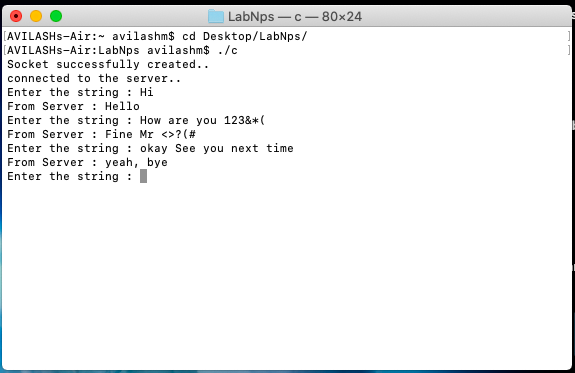 LabNps — c — 80×24
[AVILASHs-Air:~ avilashm$ cd Desktop/LabNps/ ]
[AVILASHs-Air:LabNps avilashm$ ./c ]
Socket successfully created..
connected to the server..
Enter the string : Hi
From Server : Hello
Enter the string : How are you 123&*(
From Server : Fine Mr <>?(#
Enter the string : okay See you next time
From Server : yeah, bye
Enter the string :